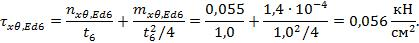 τxθ,Ed6 = nxθ,Ed6/t6 + mxθ,Ed6/(t6²/4) = 0,055/1,0 + 1,4 · 10⁻⁴/(1,0²/4) = 0,056 кН/см².